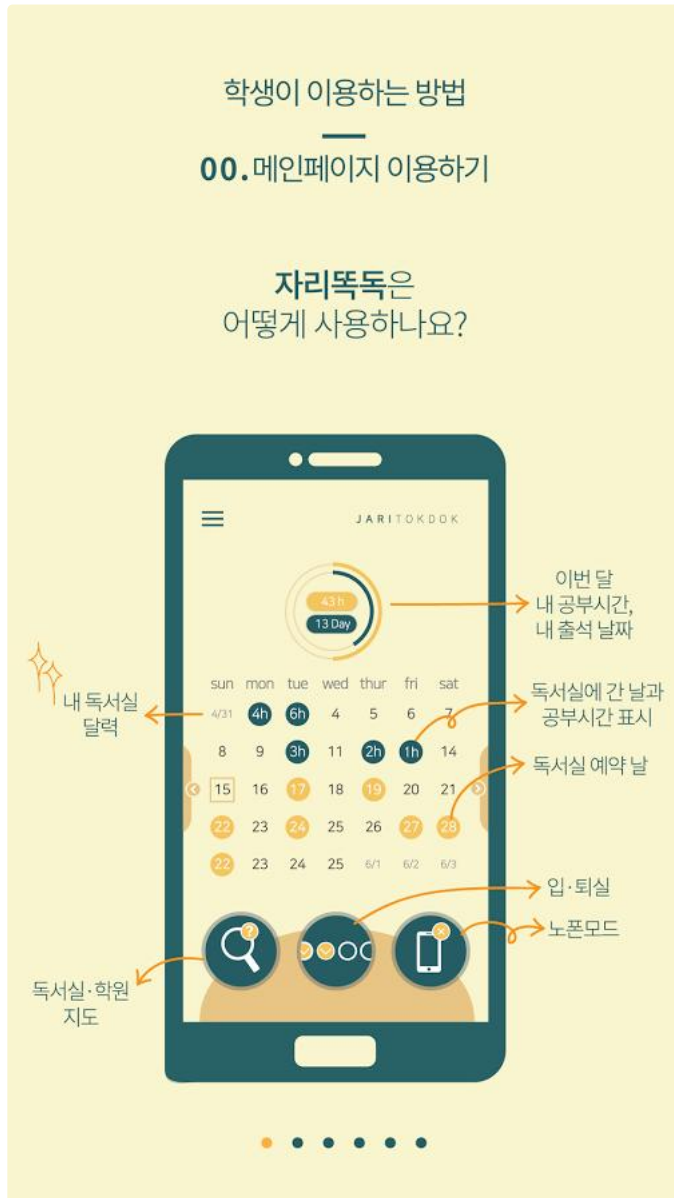 학생이 이용하는 방법
00.메인페이지 이용하기
자리똑독은
어떻게 사용하나요?
JARITOKDOK
43 h
13 Day
이번 달
내 공부시간,
내 출석 날짜
sun mon tue wed thur fri sat
4/31 4h 6h 4 5 6 7
8 9 3h 11 2h 1h 14
15 16 17 18 19 20 21
22 23 24 25 26 27 28
22 23 24 25 6/1 6/2 6/3
내 독서실
달력
독서실에 간 날과
공부시간 표시
독서실 예약 날
입·퇴실
노폰모드
?
독서실·학원
지도